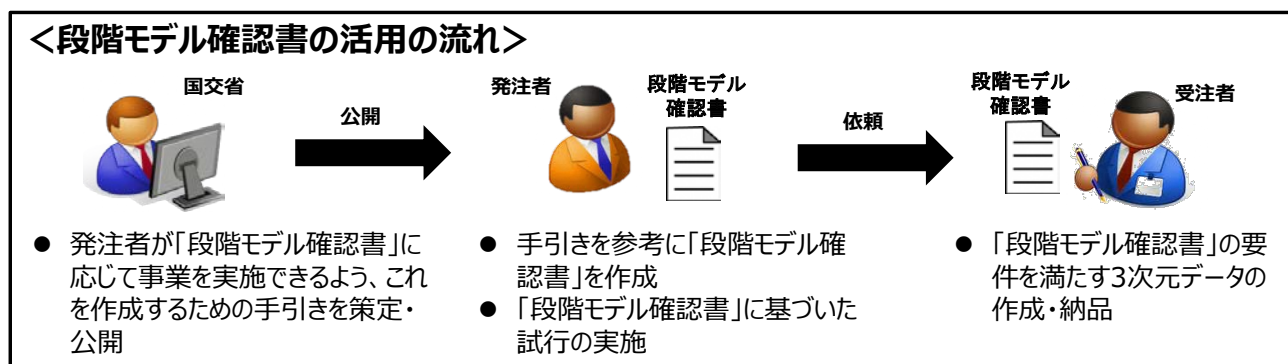 ＜段階モデル確認書の活用の流れ＞
国交省
公開
発注者
段階モデル
確認書
依頼
段階モデル
確認書
受注者
● 発注者が「段階モデル確認書」に
応じて事業を実施できるよう、これ
を作成するための手引きを策定・
公開
● 手引きを参考に「段階モデル確
認書」を作成
● 「段階モデル確認書」に基づいた
試行の実施
● 「段階モデル確認書」の要
件を満たす3次元データの
作成・納品